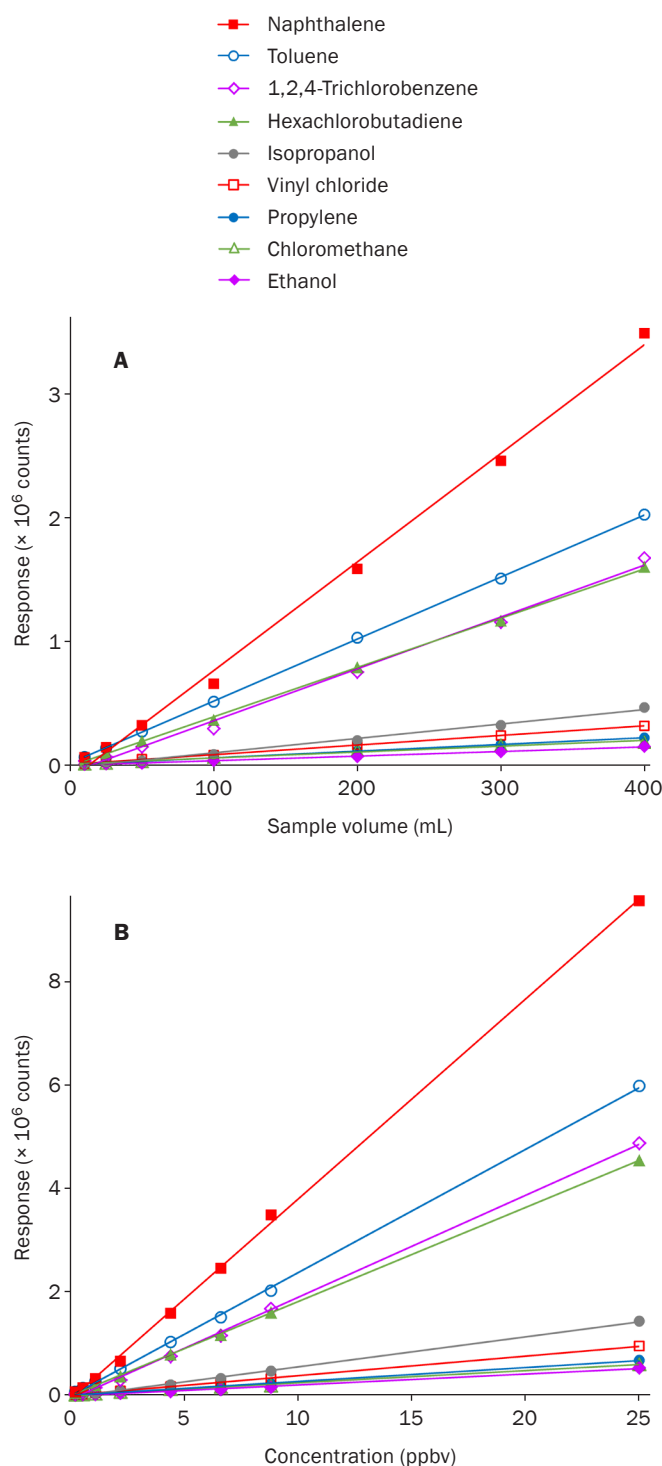 Naphthalene
Toluene
1,2,4-Trichlorobenzene
Hexachlorobutadiene
Isopropanol
Vinyl chloride
Propylene
Chloromethane
Ethanol
A
3
2
1
0
Response (× 10⁶ counts)
0 100 200 300 400
Sample volume (mL)
B
8
6
4
2
0
Response (× 10⁶ counts)
0 5 10 15 20 25
Concentration (ppbv)